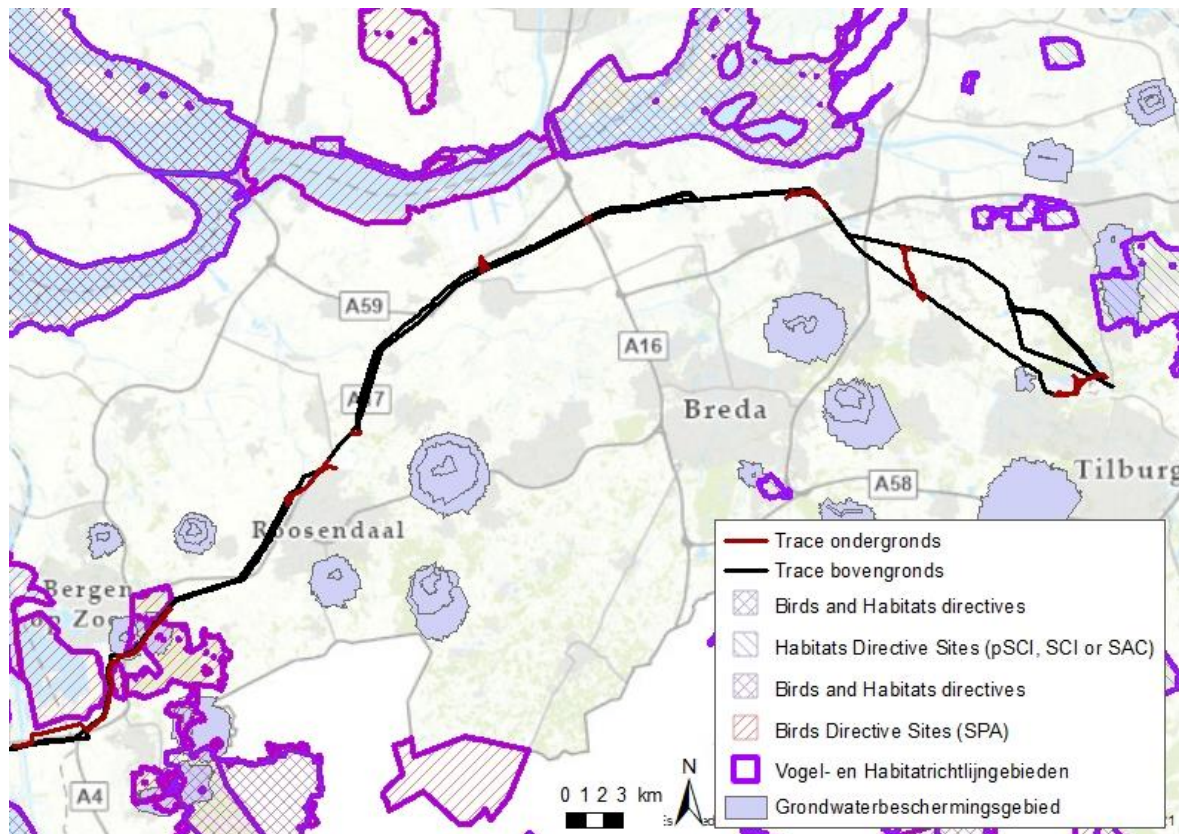 A59
A16
A17
Breda
A58
Tilburg
Roosendaal
Bergen
op Zoo
A4
Trace ondergronds
Trace bovengronds
Birds and Habitats directives
Habitats Directive Sites (pSCI, SCI or SAC)
Birds and Habitats directives
Birds Directive Sites (SPA)
Vogel- en Habitatrichtlijngebieden
Grondwaterbeschermingsgebied
N
0 1 2 3 km